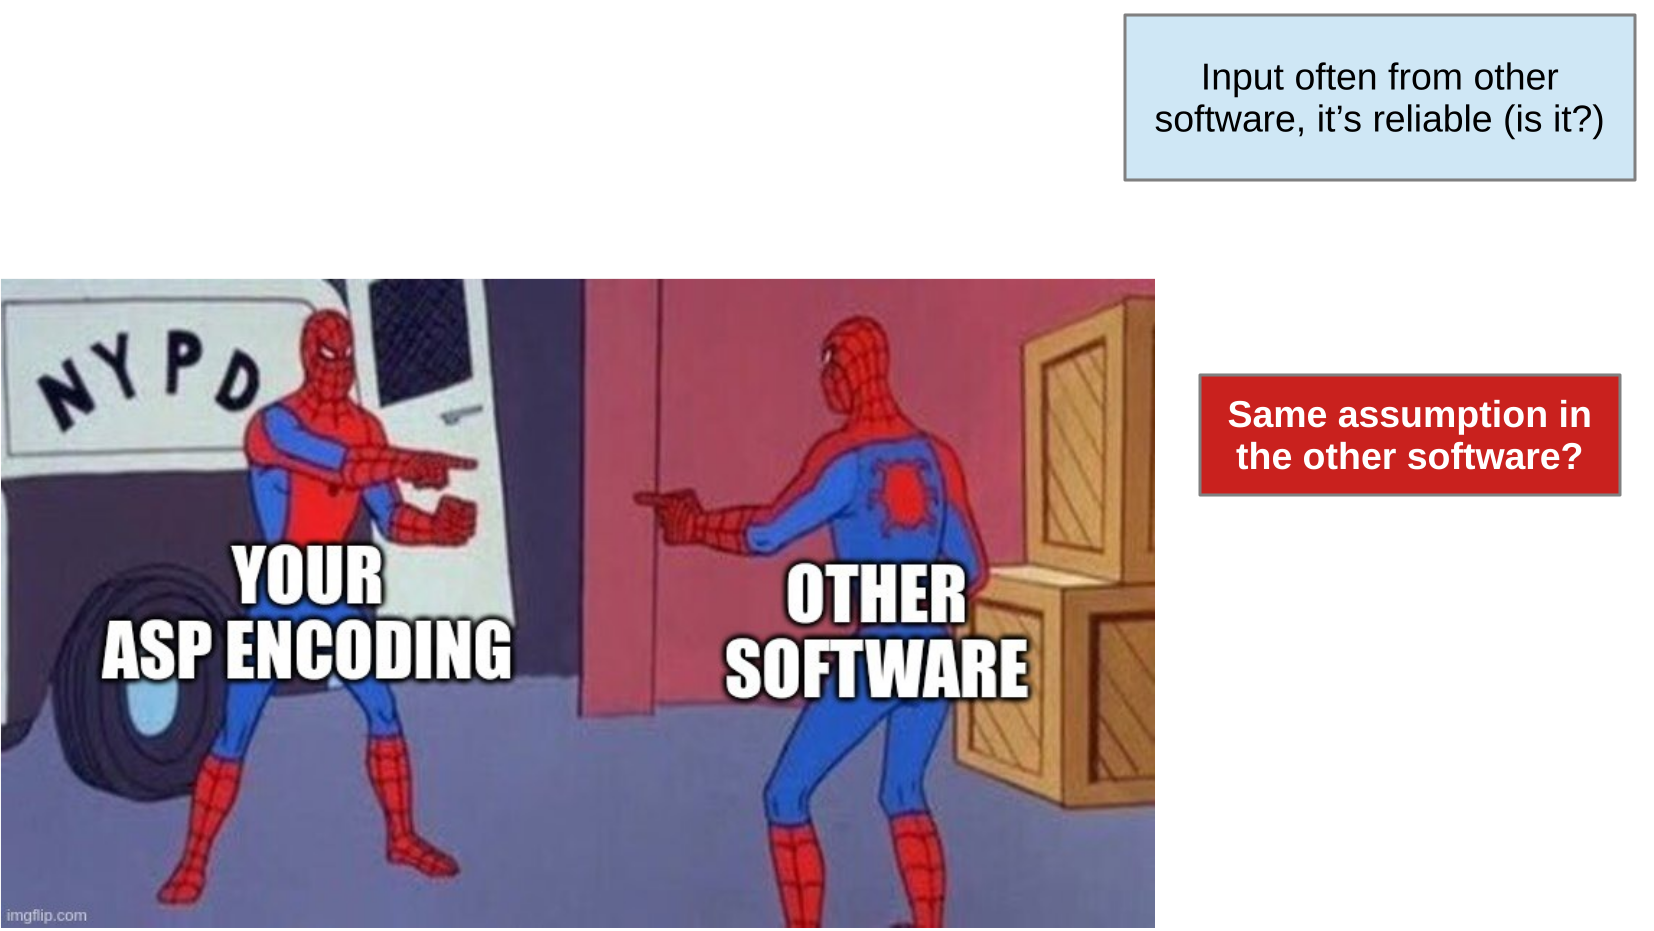 Input often from other
software, it’s reliable (is it?)
NYPD
Same assumption in
the other software?
YOUR
ASP ENCODING
OTHER
SOFTWARE
imgflip.com